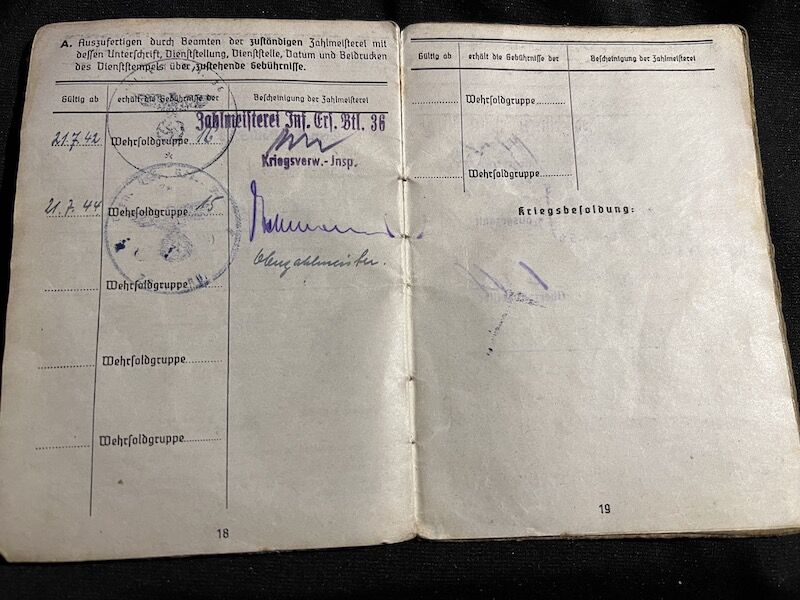 A. Auszufertigen durch Beamten der zuständigen Zahlmeisterei mit
dessen Unterschrift, Dienststellung, Dienststelle, Datum und Beidrucken
des Dienststempels über zustehende Gebührnisse.
Gültig ab erhält die Gebührnisse der Bescheinigung der Zahlmeisterei
Zahlmeisterei Inf. Ers. Btl. 36
21.7.42 Wehrsoldgruppe 16
Kriegsverw.-Insp.
21.7.44 Wehrsoldgruppe 15
Oberzahlmeister.
Wehrsoldgruppe
Wehrsoldgruppe
Wehrsoldgruppe
18
Gültig ab erhält die Gebührnisse der Bescheinigung der Zahlmeisterei
Wehrsoldgruppe
Wehrsoldgruppe
Kriegsbesoldung:
19